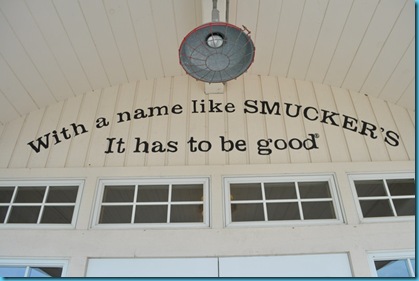 With a name like SMUCKER'S
It has to be good®